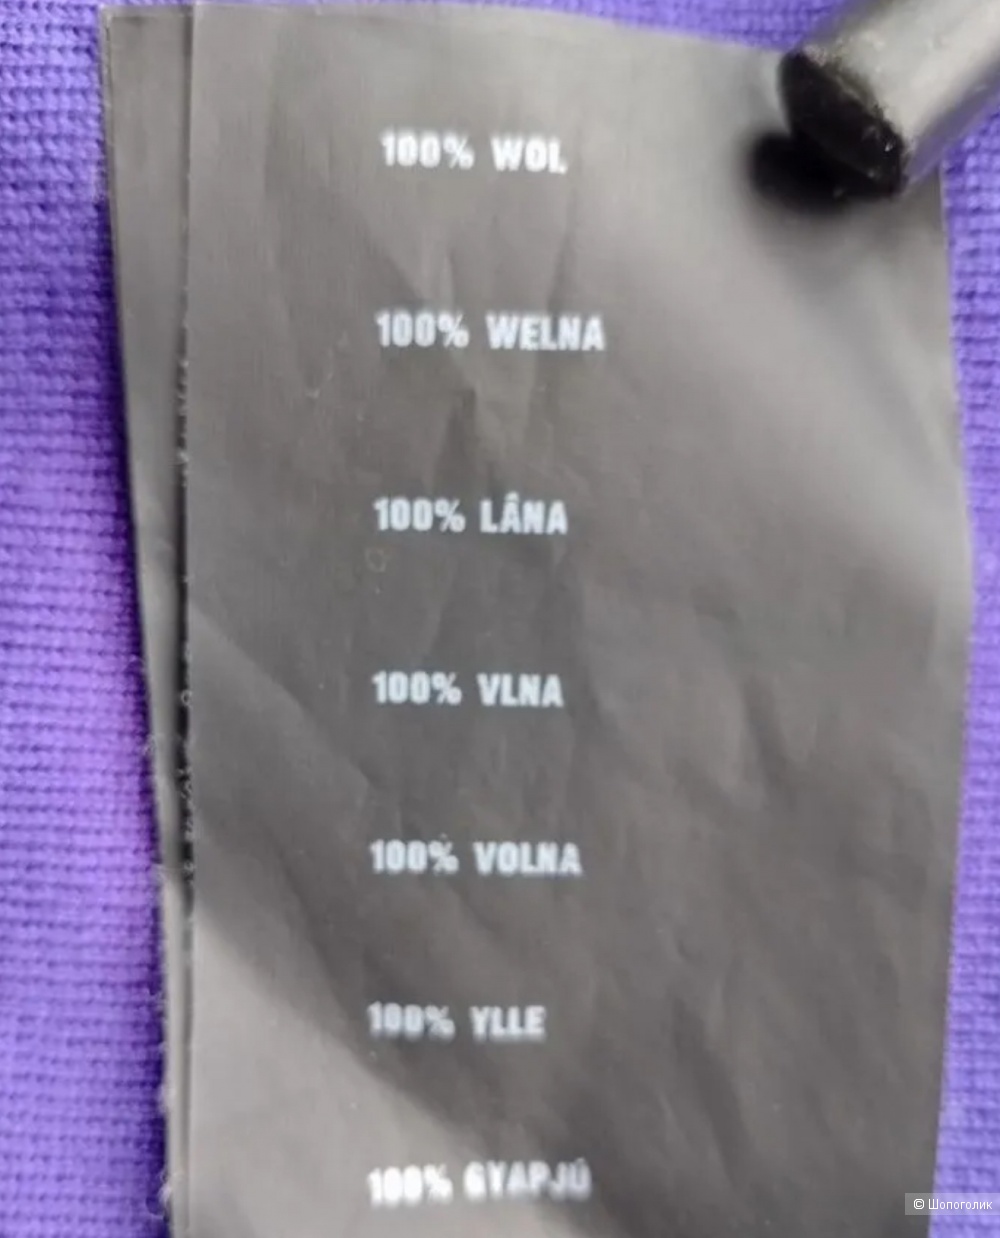 100% WOL
100% WELNA
100% LÂNA
100% VLNA
100% VOLNA
100% YLLE
100% GYAPJÚ
© Шопоголик